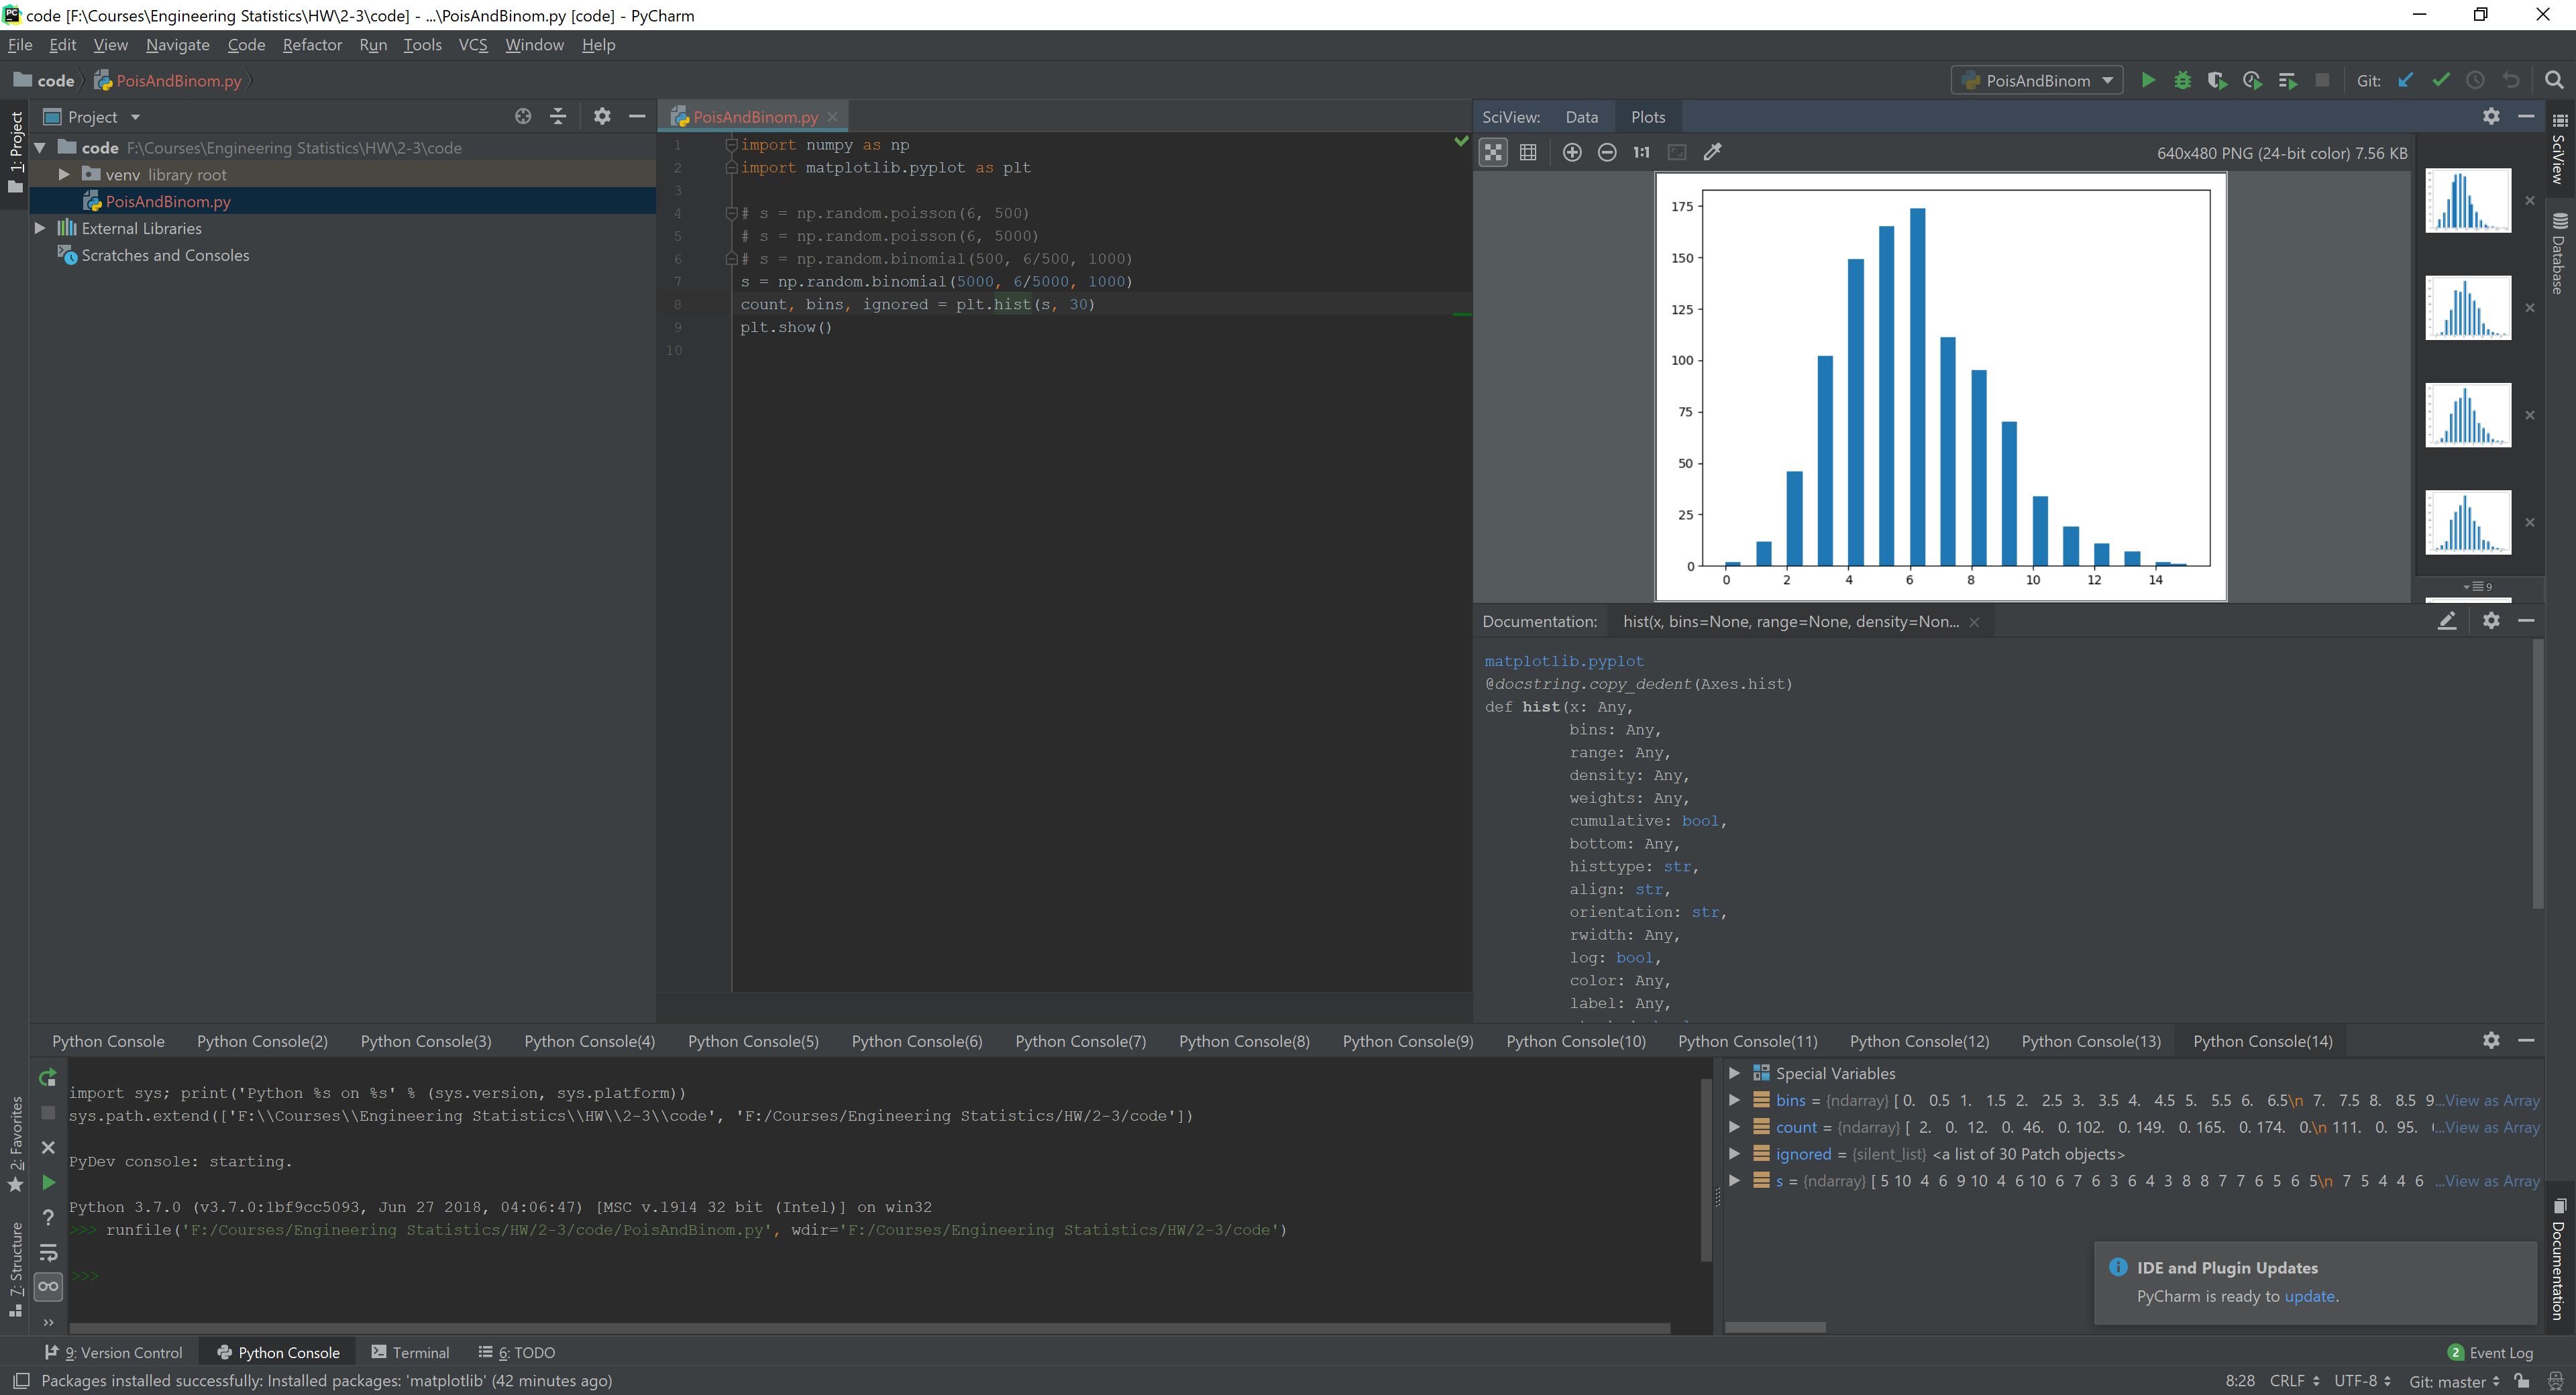 code [F:\Courses\Engineering Statistics\HW\2-3\code] - ...\PoisAndBinom.py [code] - PyCharm
File Edit View Navigate Code Refactor Run Tools VCS Window Help
code PoisAndBinom.py
PoisAndBinom Git:
1: Project
Project
code F:\Courses\Engineering Statistics\HW\2-3\code
venv library root
PoisAndBinom.py
External Libraries
Scratches and Consoles
PoisAndBinom.py
1 import numpy as np
2 import matplotlib.pyplot as plt
3
4 # s = np.random.poisson(6, 500)
5 # s = np.random.poisson(6, 5000)
6 # s = np.random.binomial(500, 6/500, 1000)
7 s = np.random.binomial(5000, 6/5000, 1000)
8 count, bins, ignored = plt.hist(s, 30)
9 plt.show()
10
SciView: Data Plots
1:1 640x480 PNG (24-bit color) 7.56 KB
175
150
125
100
75
50
25
0
0 2 4 6 8 10 12 14
9
SciView
Database
Documentation: hist(x, bins=None, range=None, density=Non...
matplotlib.pyplot
@docstring.copy_dedent(Axes.hist)
def hist(x: Any,
bins: Any,
range: Any,
density: Any,
weights: Any,
cumulative: bool,
bottom: Any,
histtype: str,
align: str,
orientation: str,
rwidth: Any,
log: bool,
color: Any,
label: Any,
Python Console Python Console(2) Python Console(3) Python Console(4) Python Console(5) Python Console(6) Python Console(7) Python Console(8) Python Console(9) Python Console(10) Python Console(11) Python Console(12) Python Console(13) Python Console(14)
import sys; print('Python %s on %s' % (sys.version, sys.platform))
sys.path.extend(['F:\\Courses\\Engineering Statistics\\HW\\2-3\\code', 'F:/Courses/Engineering Statistics/HW/2-3/code'])
PyDev console: starting.
Python 3.7.0 (v3.7.0:1bf9cc5093, Jun 27 2018, 04:06:47) [MSC v.1914 32 bit (Intel)] on win32
>>> runfile('F:/Courses/Engineering Statistics/HW/2-3/code/PoisAndBinom.py', wdir='F:/Courses/Engineering Statistics/HW/2-3/code')
>>>
Special Variables
bins = {ndarray} [ 0. 0.5 1. 1.5 2. 2.5 3. 3.5 4. 4.5 5. 5.5 6. 6.5\n 7. 7.5 8. 8.5 9...View as Array
count = {ndarray} [ 2. 0. 12. 0. 46. 0. 102. 0. 149. 0. 165. 0. 174. 0.\n 111. 0. 95. ...View as Array
ignored = {silent_list} <a list of 30 Patch objects>
s = {ndarray} [ 5 10 4 6 9 10 4 6 10 6 7 6 3 6 4 3 8 8 7 7 6 5 6 5\n 7 5 4 4 6 ...View as Array
IDE and Plugin Updates
PyCharm is ready to update.
2: Favorites
7: Structure
Documentation
9: Version Control Python Console Terminal 6: TODO 2 Event Log
Packages installed successfully: Installed packages: 'matplotlib' (42 minutes ago) 8:28 CRLF UTF-8 Git: master